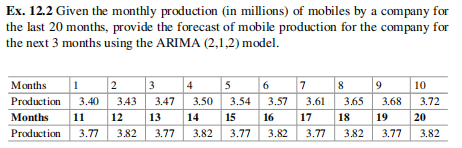 Ex. 12.2 Given the monthly production (in millions) of mobiles by a company for
the last 20 months, provide the forecast of mobile production for the company for
the next 3 months using the ARIMA (2,1,2) model.
Months 1 2 3 4 5 6 7 8 9 10
Production 3.40 3.43 3.47 3.50 3.54 3.57 3.61 3.65 3.68 3.72
Months 11 12 13 14 15 16 17 18 19 20
Production 3.77 3.82 3.77 3.82 3.77 3.82 3.77 3.82 3.77 3.82